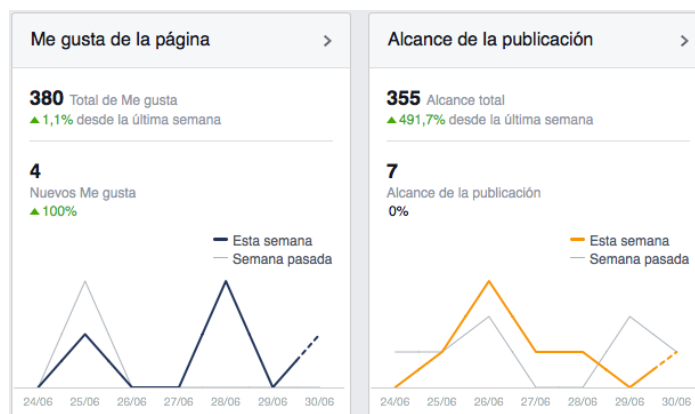 Me gusta de la página
380 Total de Me gusta
1,1% desde la última semana
4
Nuevos Me gusta
100%
Esta semana
Semana pasada
24/06 25/06 26/06 27/06 28/06 29/06 30/06
Alcance de la publicación
355 Alcance total
491,7% desde la última semana
7
Alcance de la publicación
0%
Esta semana
Semana pasada
24/06 25/06 26/06 27/06 28/06 29/06 30/06